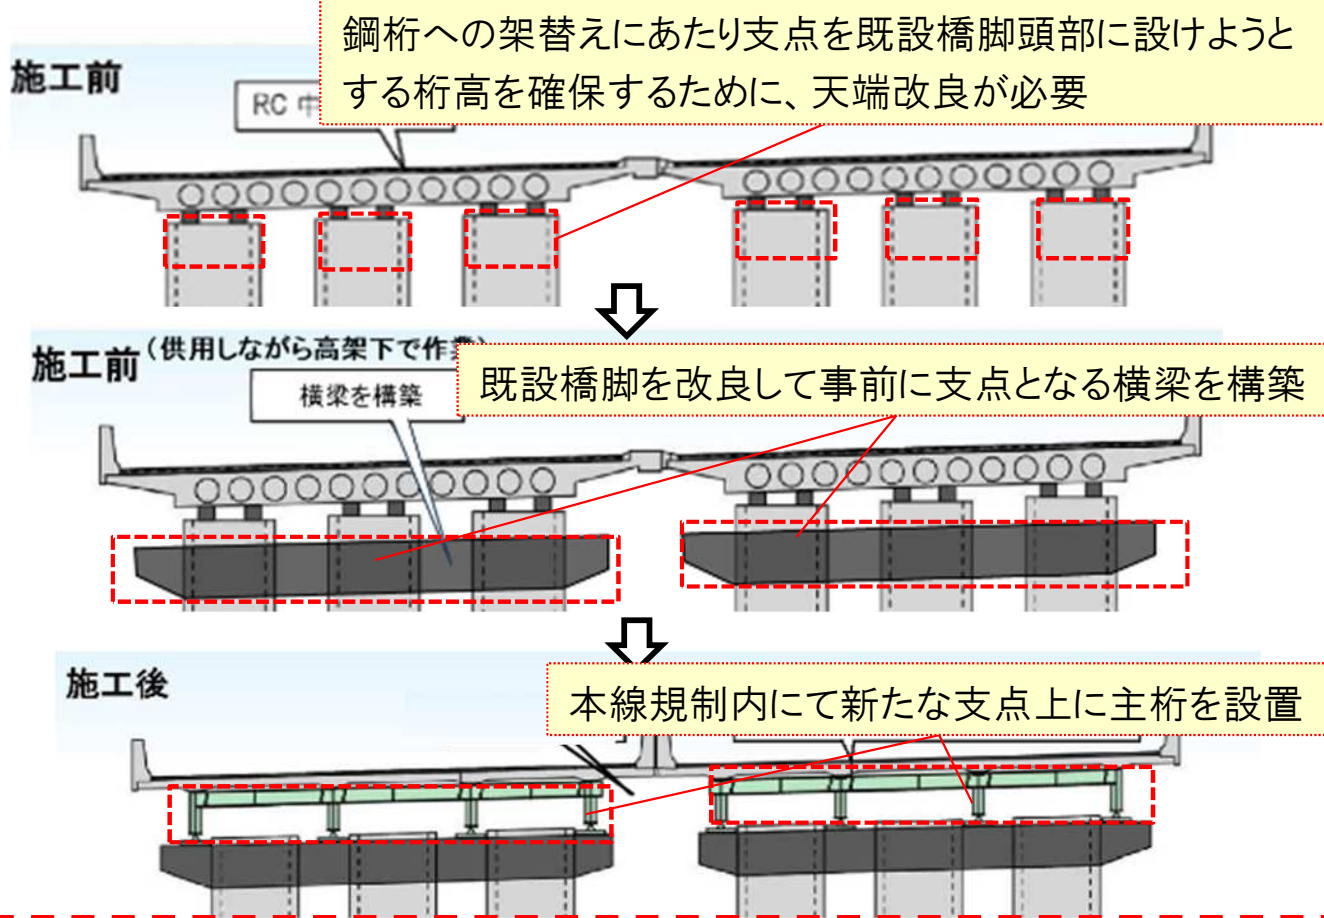 鋼桁への架替えにあたり支点を既設橋脚頭部に設けようと
する桁高を確保するために、天端改良が必要
施工前
RC 中
施工前
(供用しながら高架下で作業)
既設橋脚を改良して事前に支点となる横梁を構築
横梁を構築
施工後
本線規制内にて新たな支点上に主桁を設置